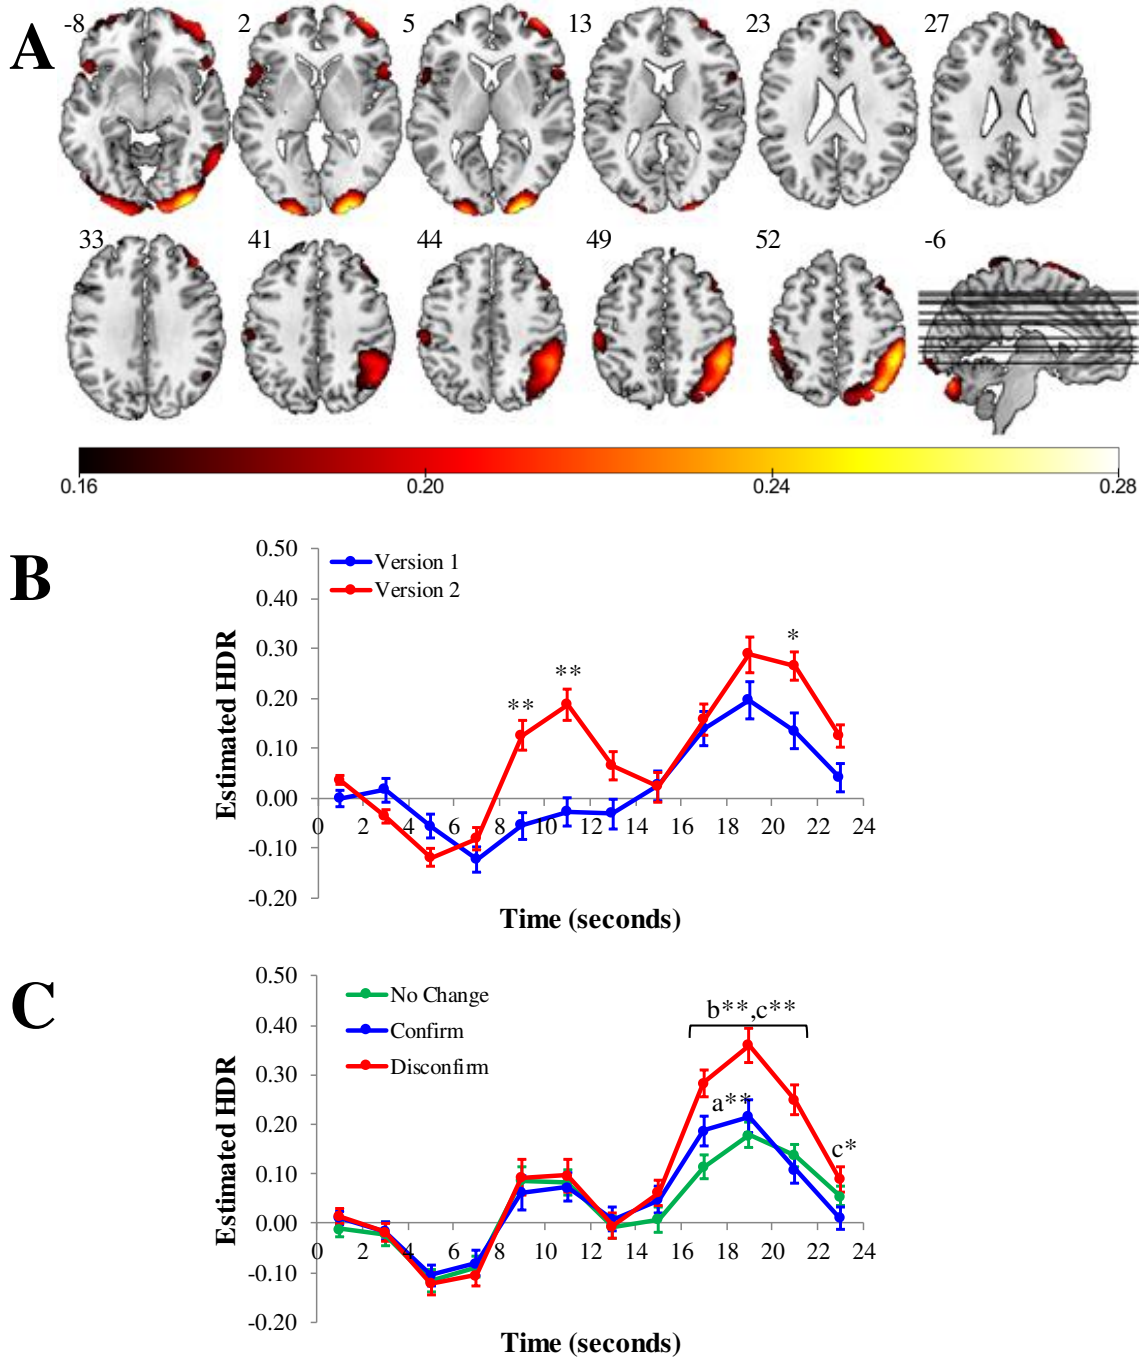 A
-8 2 5 13 23 27
33 41 44 49 52 -6
0.16 0.20 0.24 0.28
B
0.50
0.40
0.30
0.20
0.10
0.00
-0.10
-0.20
Estimated HDR
Version 1
Version 2
** ** *
0 2 4 6 8 10 12 14 16 18 20 22 24
Time (seconds)
C
0.50
0.40
0.30
0.20
0.10
0.00
-0.10
-0.20
Estimated HDR
No Change
Confirm
Disconfirm
b**,c**
a**
c*
0 2 4 6 8 10 12 14 16 18 20 22 24
Time (seconds)